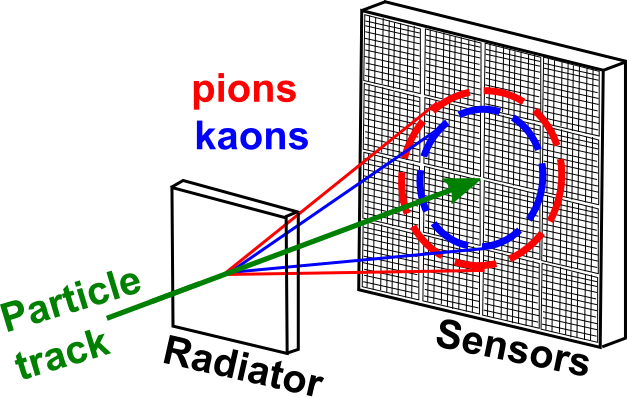 pions
kaons
Particle
track
Radiator
Sensors